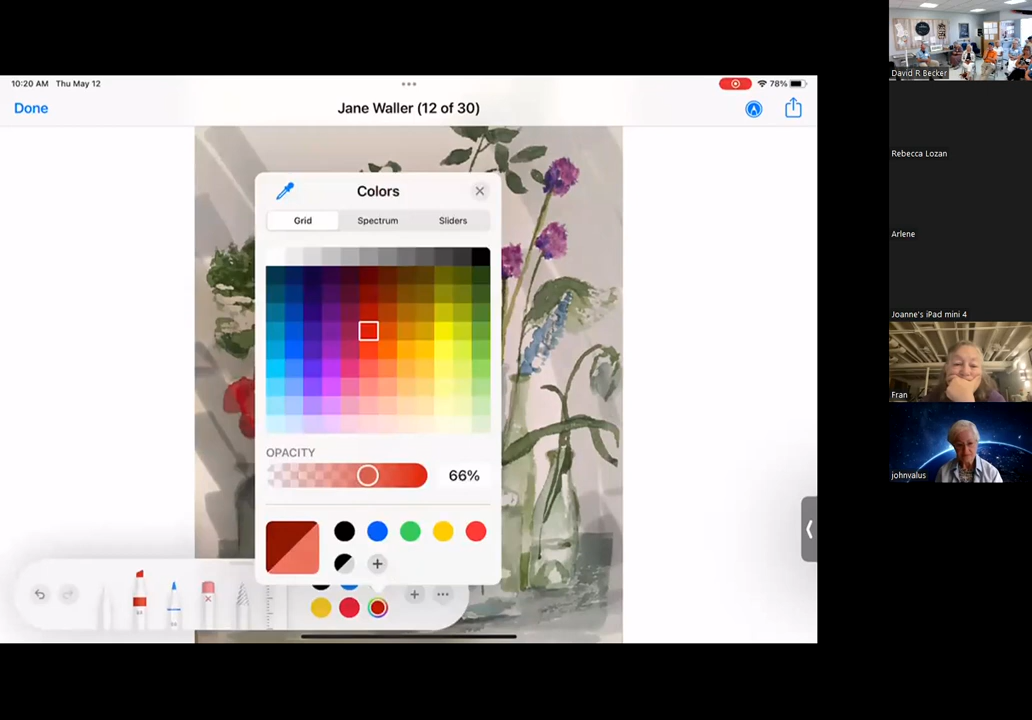 10:20 AM Thu May 12
78%
Done
Jane Waller (12 of 30)
Colors
Grid
Spectrum
Sliders
OPACITY
66%
David R Becker
Rebecca Lozan
Arlene
Joanne's iPad mini 4
Fran
johnvalus